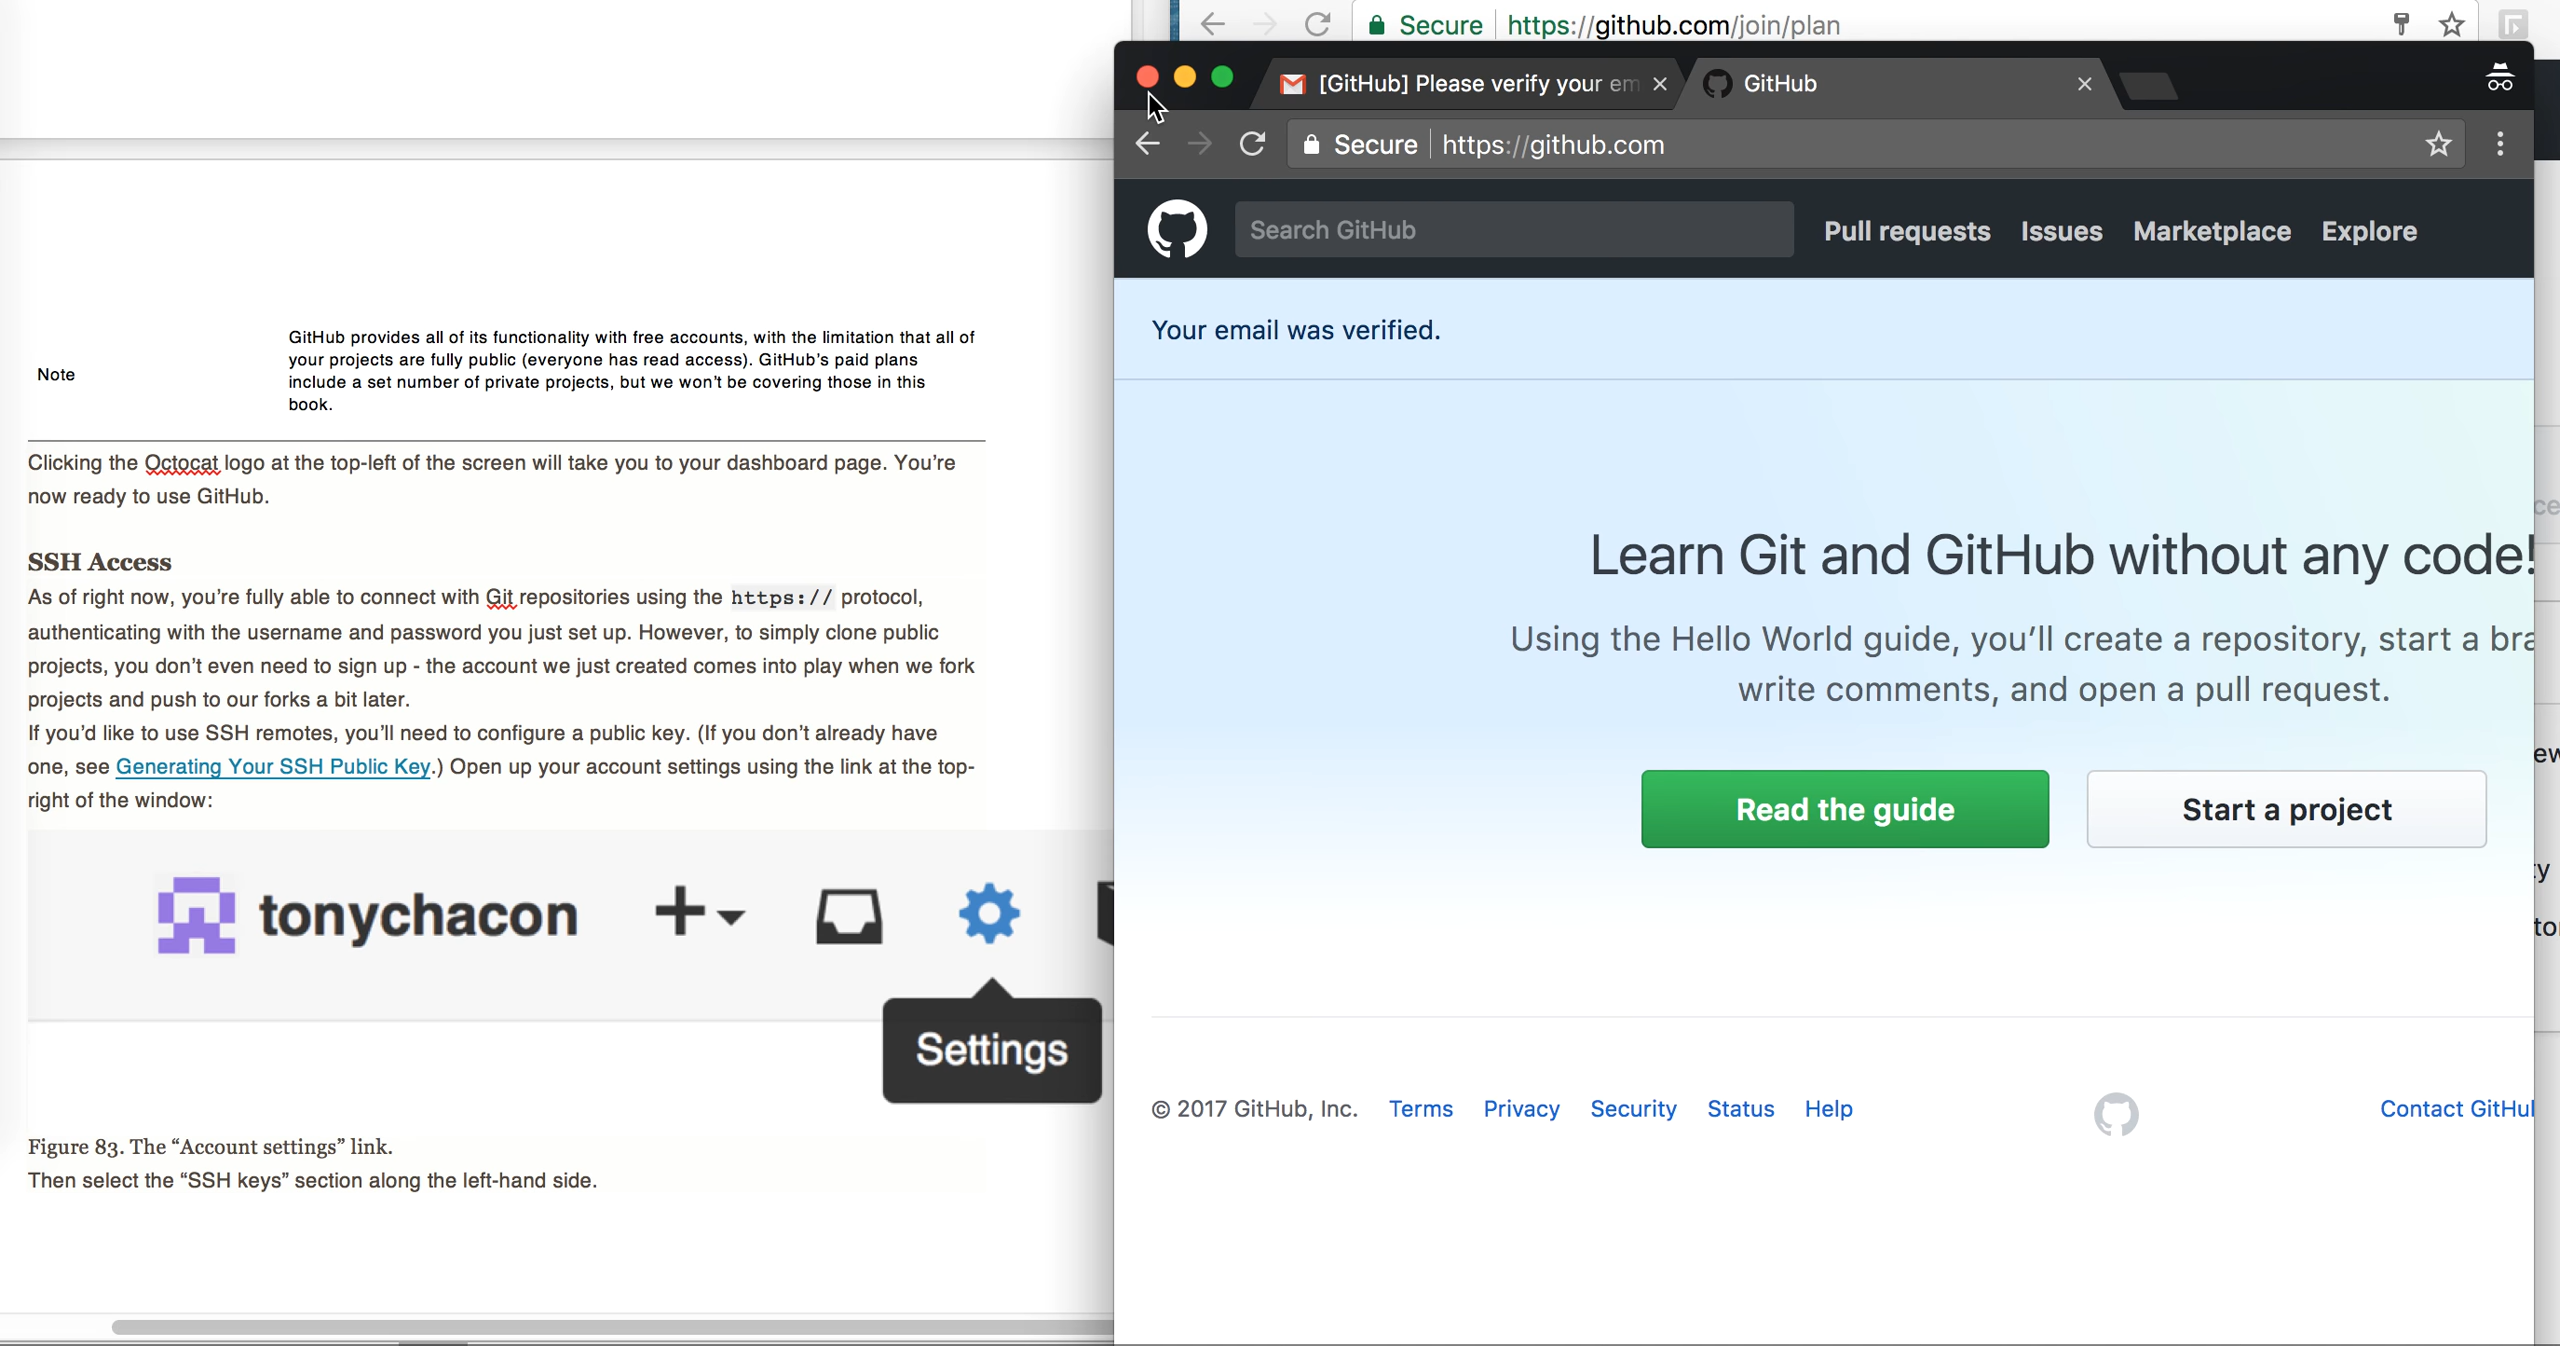 Note
GitHub provides all of its functionality with free accounts, with the limitation that all of
your projects are fully public (everyone has read access). GitHub's paid plans
include a set number of private projects, but we won't be covering those in this
book.
Clicking the Octocat logo at the top-left of the screen will take you to your dashboard page. You're
now ready to use GitHub.
SSH Access
As of right now, you're fully able to connect with Git repositories using the https:// protocol,
authenticating with the username and password you just set up. However, to simply clone public
projects, you don't even need to sign up - the account we just created comes into play when we fork
projects and push to our forks a bit later.
If you'd like to use SSH remotes, you'll need to configure a public key. (If you don't already have
one, see Generating Your SSH Public Key.) Open up your account settings using the link at the top-
right of the window:
tonychacon
Settings
Figure 83. The “Account settings” link.
Then select the “SSH keys” section along the left-hand side.
Secure https://github.com/join/plan
[GitHub] Please verify your em
GitHub
Secure https://github.com
Search GitHub
Pull requests Issues Marketplace Explore
Your email was verified.
Learn Git and GitHub without any code!
Using the Hello World guide, you'll create a repository, start a bra
write comments, and open a pull request.
Read the guide
Start a project
© 2017 GitHub, Inc. Terms Privacy Security Status Help
Contact GitHu